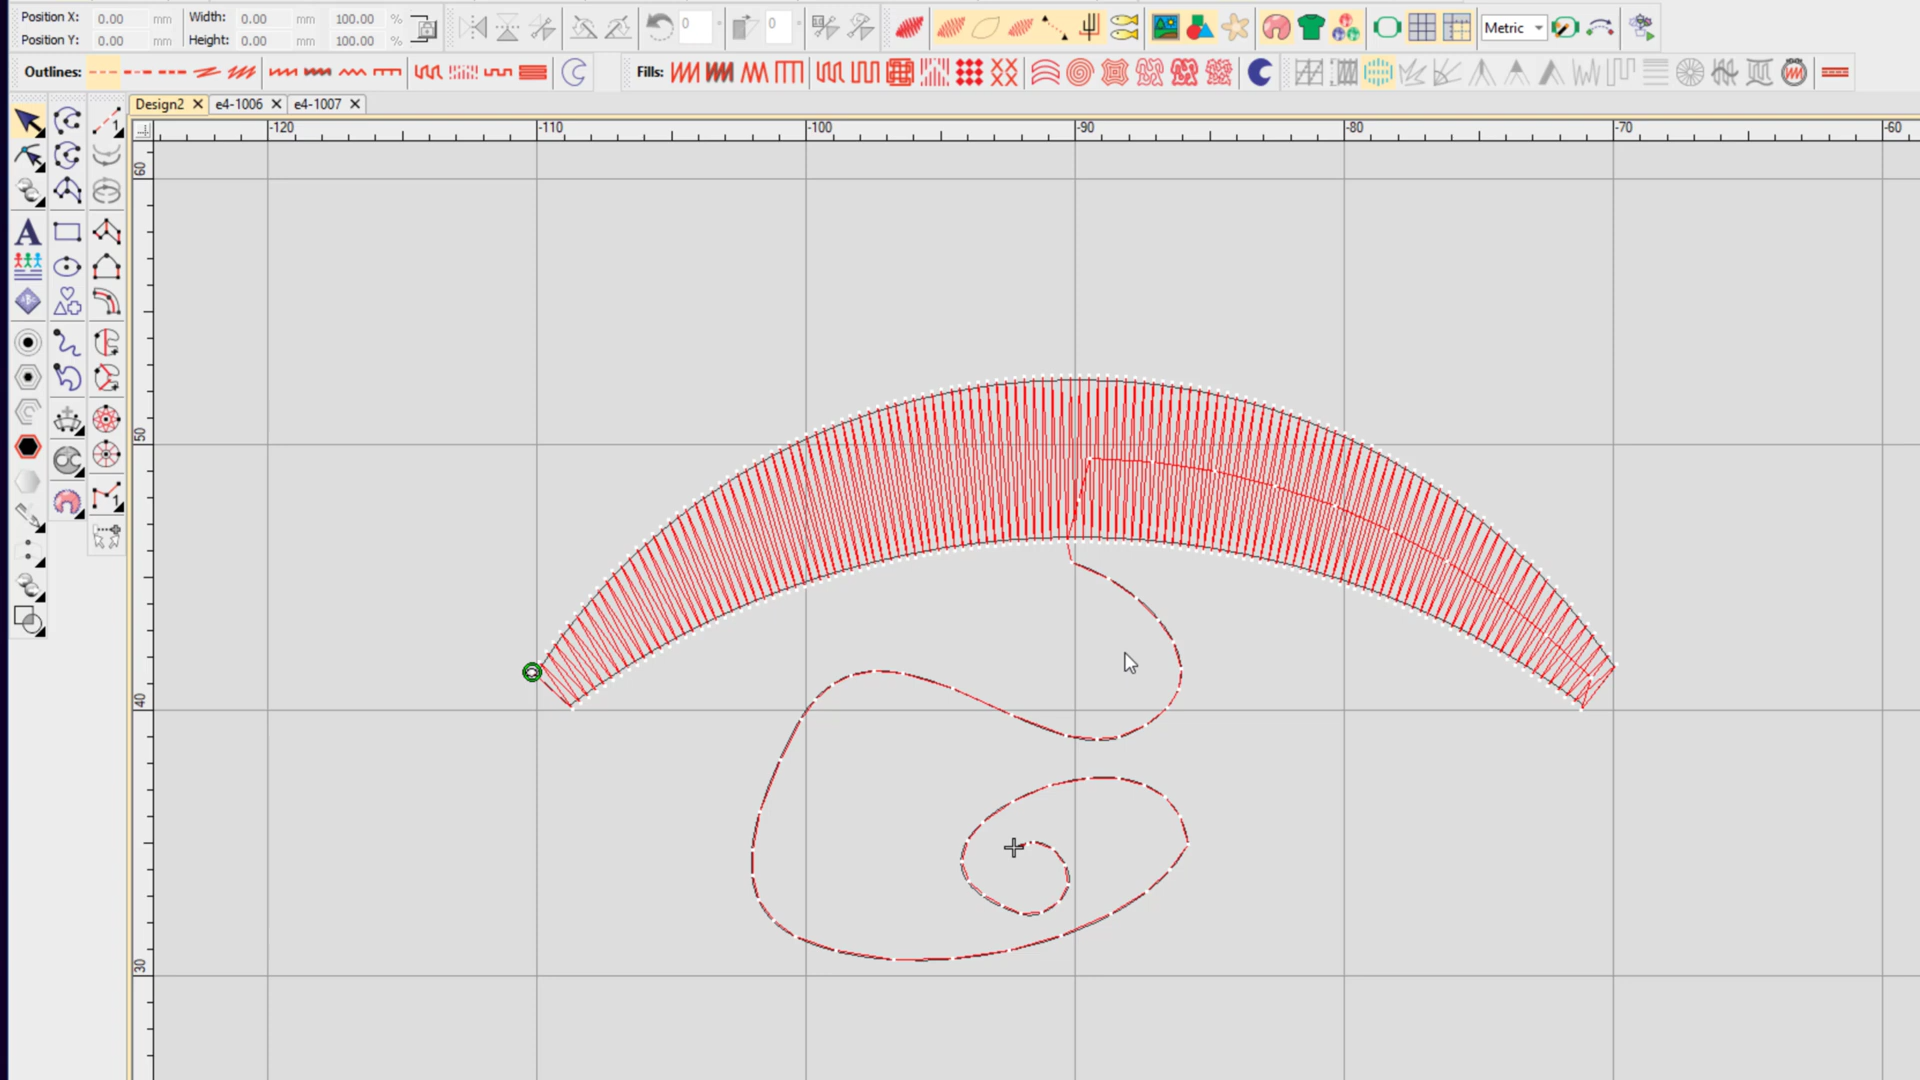 Position X: 0.00 mm Width: 0.00 mm 100.00 % 0 ° 0 ° Metric
Position Y: 0.00 mm Height: 0.00 mm 100.00 %
Outlines: Fills:
Design2 e4-1006 e4-1007
-120 -110 -100 -90 -80 -70 -60
60
50
40
30
A
1
1